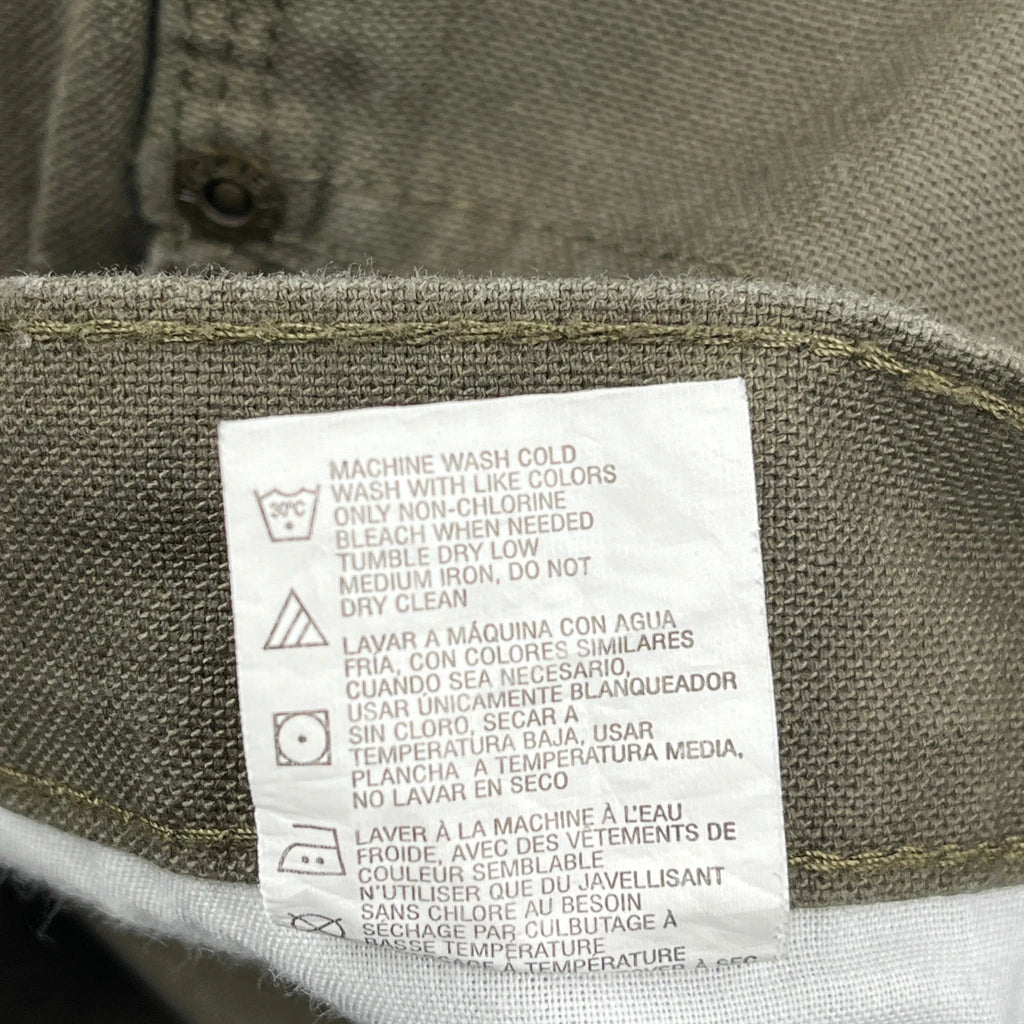 30°C
MACHINE WASH COLD
WASH WITH LIKE COLORS
ONLY NON-CHLORINE
BLEACH WHEN NEEDED
TUMBLE DRY LOW
MEDIUM IRON, DO NOT
DRY CLEAN
LAVAR A MÁQUINA CON AGUA
FRÍA, CON COLORES SIMILARES
CUANDO SEA NECESARIO,
USAR ÚNICAMENTE BLANQUEADOR
SIN CLORO, SECAR A
TEMPERATURA BAJA, USAR
PLANCHA A TEMPERATURA MEDIA,
NO LAVAR EN SECO
LAVER À LA MACHINE À L'EAU
FROIDE, AVEC DES VÊTEMENTS DE
COULEUR SEMBLABLE
N'UTILISER QUE DU JAVELLISANT
SANS CHLORE AU BESOIN
SÉCHAGE PAR CULBUTAGE À
BASSE TEMPÉRATURE
À TEMPÉRATURE